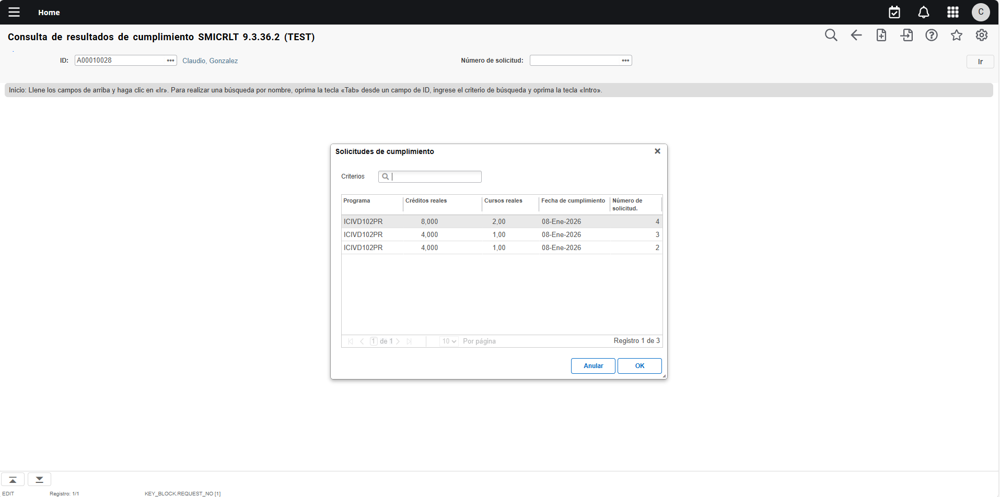 Home
C
Consulta de resultados de cumplimiento SMICRLT 9.3.36.2 (TEST)
ID: A00010028 ••• Claudio, Gonzalez Número de solicitud: ••• Ir
Inicio: Llene los campos de arriba y haga clic en «Ir». Para realizar una búsqueda por nombre, oprima la tecla «Tab» desde un campo de ID, ingrese el criterio de búsqueda y oprima la tecla «Intro».
Solicitudes de cumplimiento
Criterios
Programa Créditos reales Cursos reales Fecha de cumplimiento Número de solicitud.
ICIVD102PR 8,000 2,00 08-Ene-2026 4
ICIVD102PR 4,000 1,00 08-Ene-2026 3
ICIVD102PR 4,000 1,00 08-Ene-2026 2
1 de 1 10 Por página Registro 1 de 3
Anular OK
EDIT Registro: 1/1 KEY_BLOCK.REQUEST_NO [1]